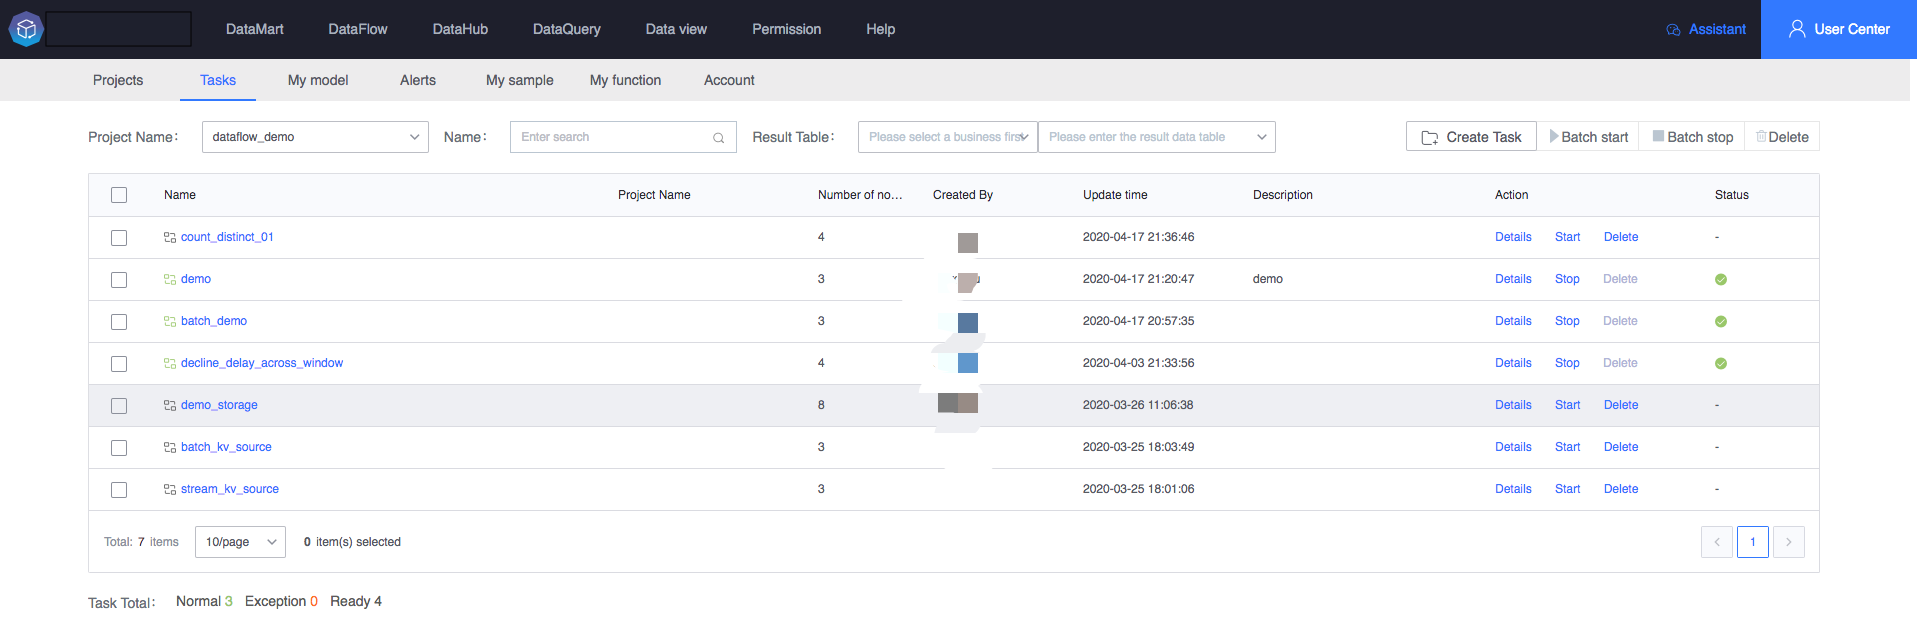 DataMart DataFlow DataHub DataQuery Data view Permission Help Assistant User Center
Projects Tasks My model Alerts My sample My function Account
Project Name: dataflow_demo Name: Enter search Result Table: Please select a business first Please enter the result data table Create Task Batch start Batch stop Delete
Name Project Name Number of no... Created By Update time Description Action Status
count_distinct_01 4 2020-04-17 21:36:46 Details Start Delete -
demo 3 2020-04-17 21:20:47 demo Details Stop Delete
batch_demo 3 2020-04-17 20:57:35 Details Stop Delete
decline_delay_across_window 4 2020-04-03 21:33:56 Details Stop Delete
demo_storage 8 2020-03-26 11:06:38 Details Start Delete -
batch_kv_source 3 2020-03-25 18:03:49 Details Start Delete -
stream_kv_source 3 2020-03-25 18:01:06 Details Start Delete -
Total: 7 items 10/page 0 item(s) selected 1
Task Total: Normal 3 Exception 0 Ready 4